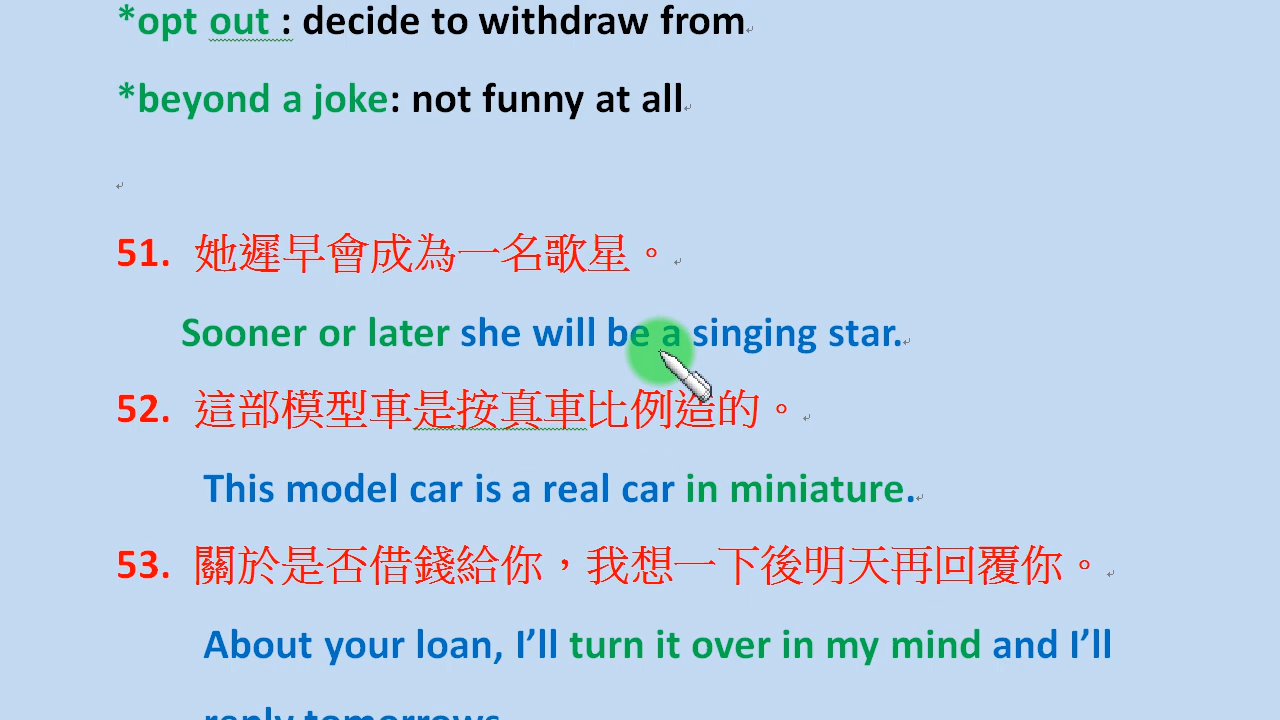 *opt out : decide to withdraw from
*beyond a joke: not funny at all
51. 她遲早會成為一名歌星。
Sooner or later she will be a singing star.
52. 這部模型車是按真車比例造的。
This model car is a real car in miniature.
53. 關於是否借錢給你，我想一下後明天再回覆你。
About your loan, I’ll turn it over in my mind and I’ll